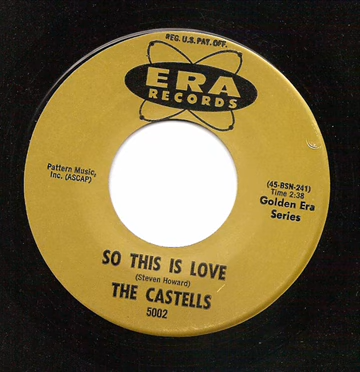 REG. U.S. PAT. OFF.
ERA
RECORDS
Pattern Music,
Inc. (ASCAP)
(45-BSN-241)
Time 2:38
Golden Era
Series
SO THIS IS LOVE
(Steven Howard)
THE CASTELLS
5002